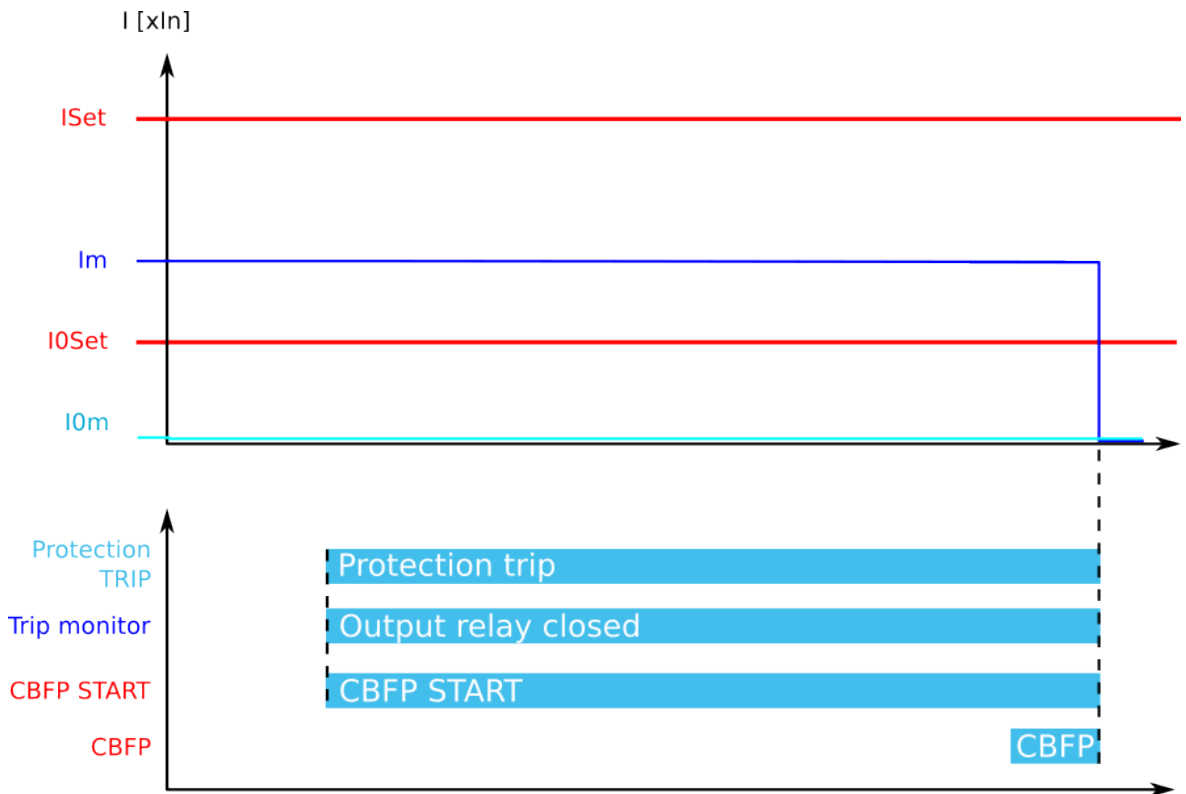 I [xIn]
ISet
Im
I0Set
I0m
Protection
TRIP
Protection trip
Trip monitor
Output relay closed
CBFP START
CBFP START
CBFP
CBFP